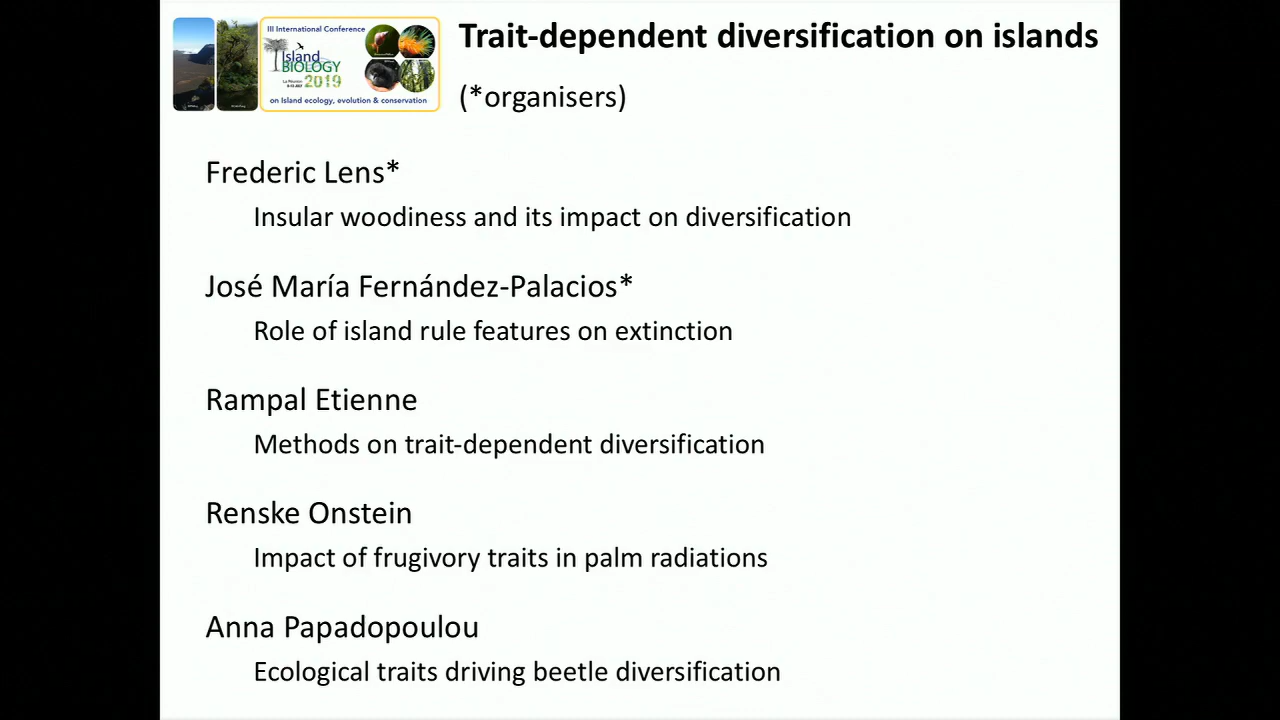 III International Conference
Island
BIOLOGY
2019
on Island ecology, evolution & conservation
Trait-dependent diversification on islands
(*organisers)
Frederic Lens*
Insular woodiness and its impact on diversification
José María Fernández-Palacios*
Role of island rule features on extinction
Rampal Etienne
Methods on trait-dependent diversification
Renske Onstein
Impact of frugivory traits in palm radiations
Anna Papadopoulou
Ecological traits driving beetle diversification